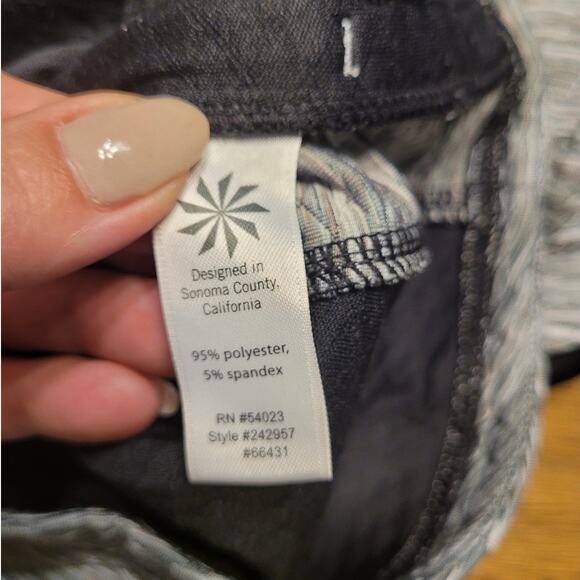 Designed in
Sonoma County,
California
95% polyester,
5% spandex
RN #54023
Style #242957
#66431